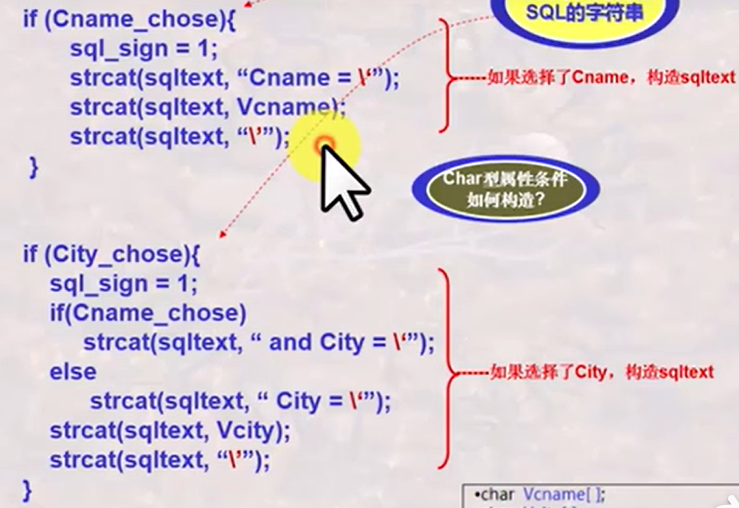 SQL的字符串
if (Cname_chose){
sql_sign = 1;
strcat(sqltext, “Cname = \‘”);
strcat(sqltext, Vcname);
strcat(sqltext, “\’”);
}
如果选择了Cname，构造sqltext
Char型属性条件
如何构造？
if (City_chose){
sql_sign = 1;
if(Cname_chose)
strcat(sqltext, “ and City = \‘”);
else
strcat(sqltext, “ City = \‘”);
strcat(sqltext, Vcity);
strcat(sqltext, “\’”);
}
如果选择了City，构造sqltext
•char Vcname[ ];